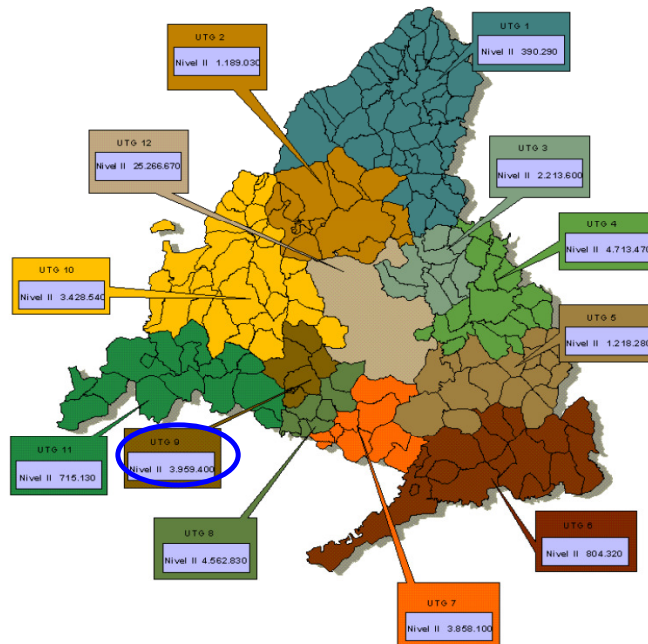 UTG 2
Nivel II 1.189.030
UTG 1
Nivel II 390.290
UTG 12
Nivel II 25.266.670
UTG 3
Nivel II 2.213.600
UTG 4
Nivel II 4.713.470
UTG 10
Nivel II 3.428.540
UTG 5
Nivel II 1.218.280
UTG 11
Nivel II 715.130
UTG 9
Nivel II 3.959.400
UTG 8
Nivel II 4.562.830
UTG 6
Nivel II 804.320
UTG 7
Nivel II 3.858.100